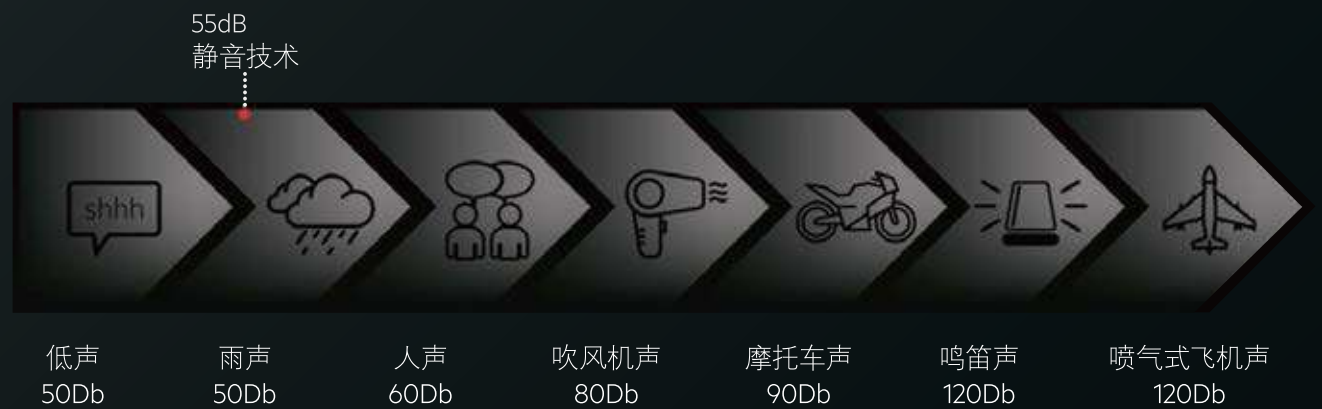 55dB
静音技术
shhh
低声
50Db
雨声
50Db
人声
60Db
吹风机声
80Db
摩托车声
90Db
鸣笛声
120Db
喷气式飞机声
120Db